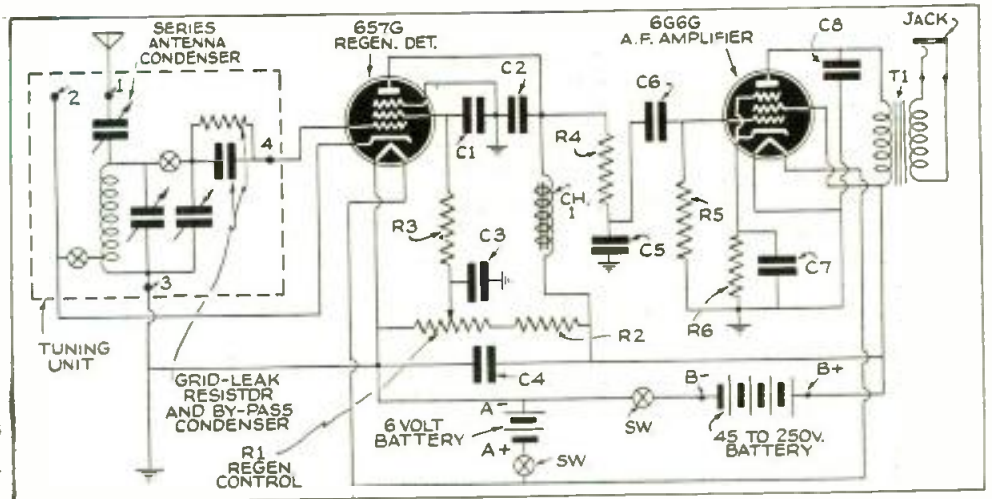 SERIES
ANTENNA
CONDENSER
2
1
4
3
TUNING
UNIT
GRID-LEAK
RESISTOR
AND BY-PASS
CONDENSER
R1
REGEN
CONTROL
6S7G
REGEN. DET.
C1
C2
R3
C3
R4
CH.
1
C5
C6
R2
C4
6 VOLT
BATTERY
A-
A+
SW
6G6G
A.F. AMPLIFIER
R5
R6
C7
C8
T1
JACK
SW
B-
B+
45 TO 250V.
BATTERY